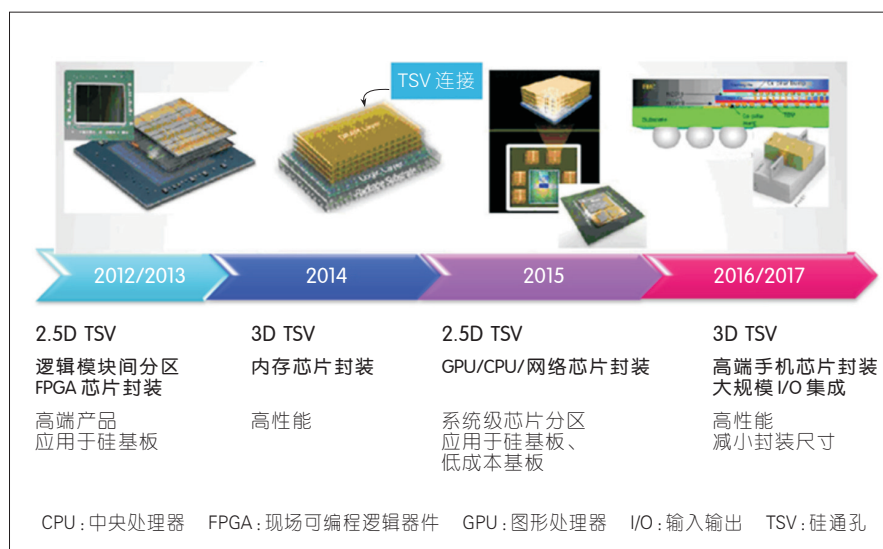 TSV 连接
2012/2013
2014
2015
2016/2017
2.5D TSV
逻辑模块间分区
FPGA 芯片封装
高端产品
应用于硅基板
3D TSV
内存芯片封装
高性能
2.5D TSV
GPU/CPU/网络芯片封装
系统级芯片分区
应用于硅基板、
低成本基板
3D TSV
高端手机芯片封装
大规模 I/O 集成
高性能
减小封装尺寸
CPU:中央处理器 FPGA:现场可编程逻辑器件 GPU:图形处理器 I/O:输入输出 TSV:硅通孔